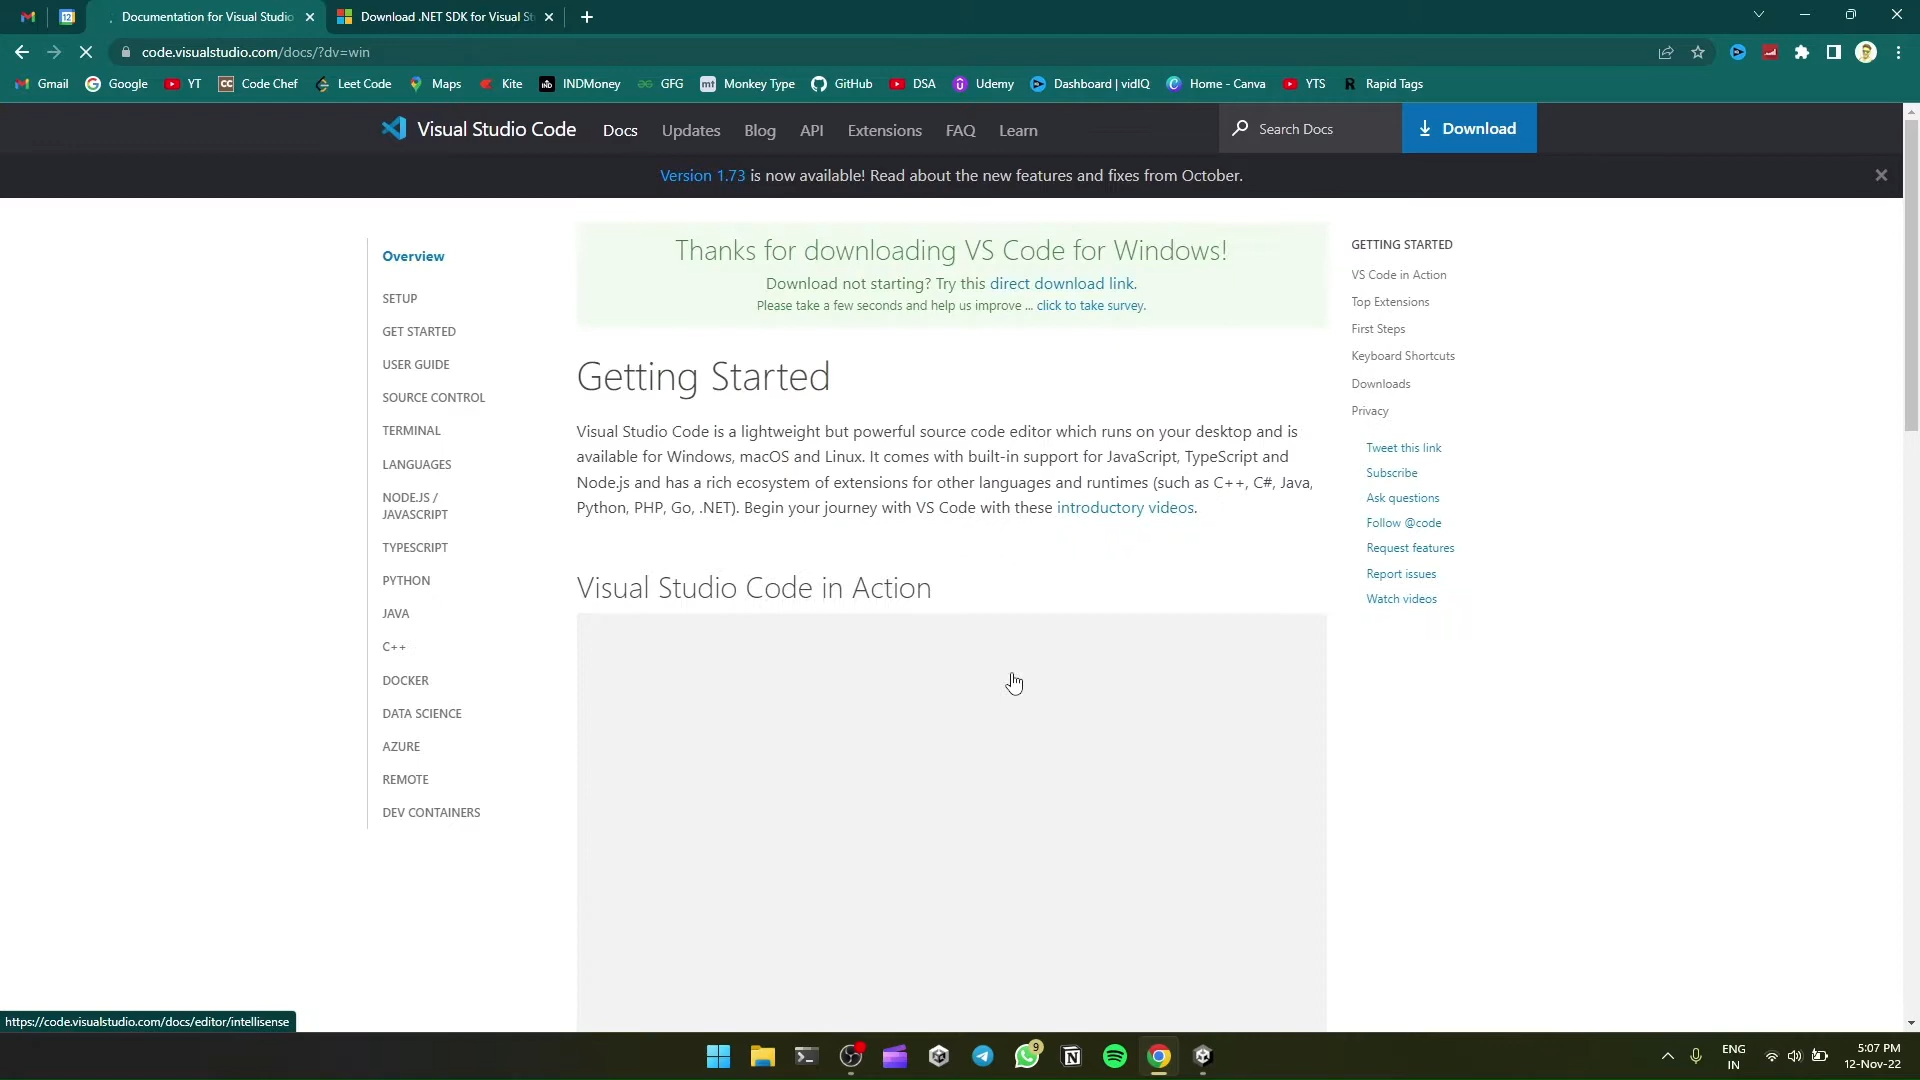 Documentation for Visual Studio
Download .NET SDK for Visual St
code.visualstudio.com/docs/?dv=win
Gmail
Google
YT
CC
Code Chef
Leet Code
Maps
Kite
IND
INDMoney
GFG
mt
Monkey Type
GitHub
DSA
Udemy
Dashboard | vidIQ
Home - Canva
YTS
R
Rapid Tags
Visual Studio Code
Docs
Updates
Blog
API
Extensions
FAQ
Learn
Search Docs
Download
Version 1.73 is now available! Read about the new features and fixes from October.
Overview
SETUP
GET STARTED
USER GUIDE
SOURCE CONTROL
TERMINAL
LANGUAGES
NODE.JS /
JAVASCRIPT
TYPESCRIPT
PYTHON
JAVA
C++
DOCKER
DATA SCIENCE
AZURE
REMOTE
DEV CONTAINERS
Thanks for downloading VS Code for Windows!
Download not starting? Try this direct download link.
Please take a few seconds and help us improve ... click to take survey.
Getting Started
Visual Studio Code is a lightweight but powerful source code editor which runs on your desktop and is
available for Windows, macOS and Linux. It comes with built-in support for JavaScript, TypeScript and
Node.js and has a rich ecosystem of extensions for other languages and runtimes (such as C++, C#, Java,
Python, PHP, Go, .NET). Begin your journey with VS Code with these introductory videos.
Visual Studio Code in Action
GETTING STARTED
VS Code in Action
Top Extensions
First Steps
Keyboard Shortcuts
Downloads
Privacy
Tweet this link
Subscribe
Ask questions
Follow @code
Request features
Report issues
Watch videos
https://code.visualstudio.com/docs/editor/intellisense
9
ENG
IN
5:07 PM
12-Nov-22